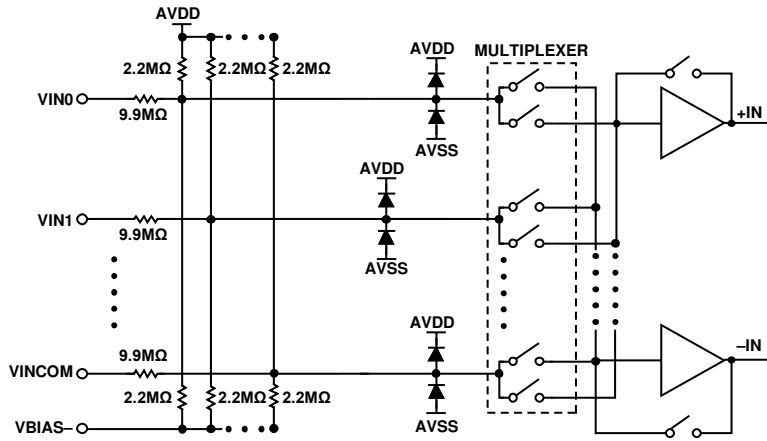 AVDD
2.2MΩ 2.2MΩ 2.2MΩ
AVDD
MULTIPLEXER
VIN0
9.9MΩ
AVSS
+IN
AVDD
VIN1
9.9MΩ
AVSS
9.9MΩ
AVDD
VINCOM
–IN
2.2MΩ 2.2MΩ 2.2MΩ
AVSS
VBIAS–